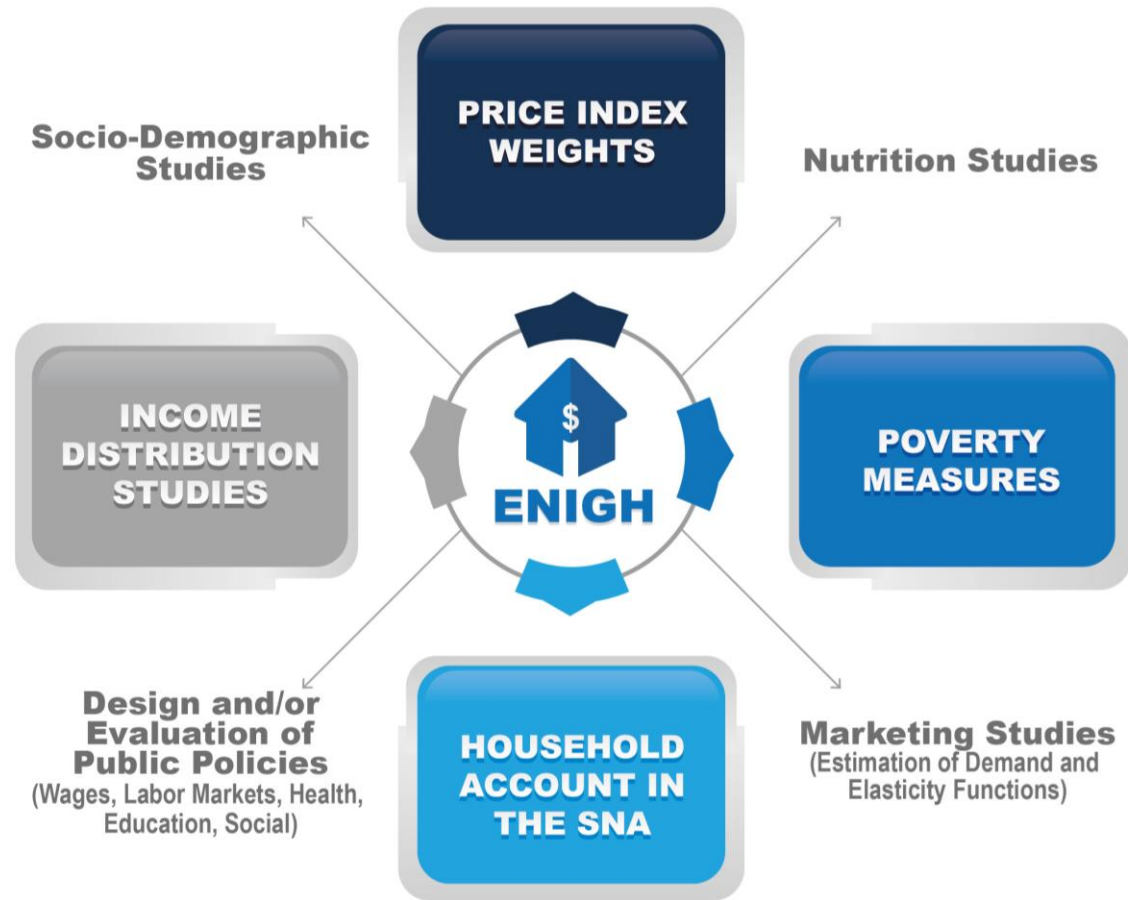 PRICE INDEX
WEIGHTS
Socio-Demographic
Studies
Nutrition Studies
INCOME
DISTRIBUTION
STUDIES
$
ENIGH
POVERTY
MEASURES
Design and/or
Evaluation of
Public Policies
(Wages, Labor Markets, Health,
Education, Social)
HOUSEHOLD
ACCOUNT IN
THE SNA
Marketing Studies
(Estimation of Demand and
Elasticity Functions)